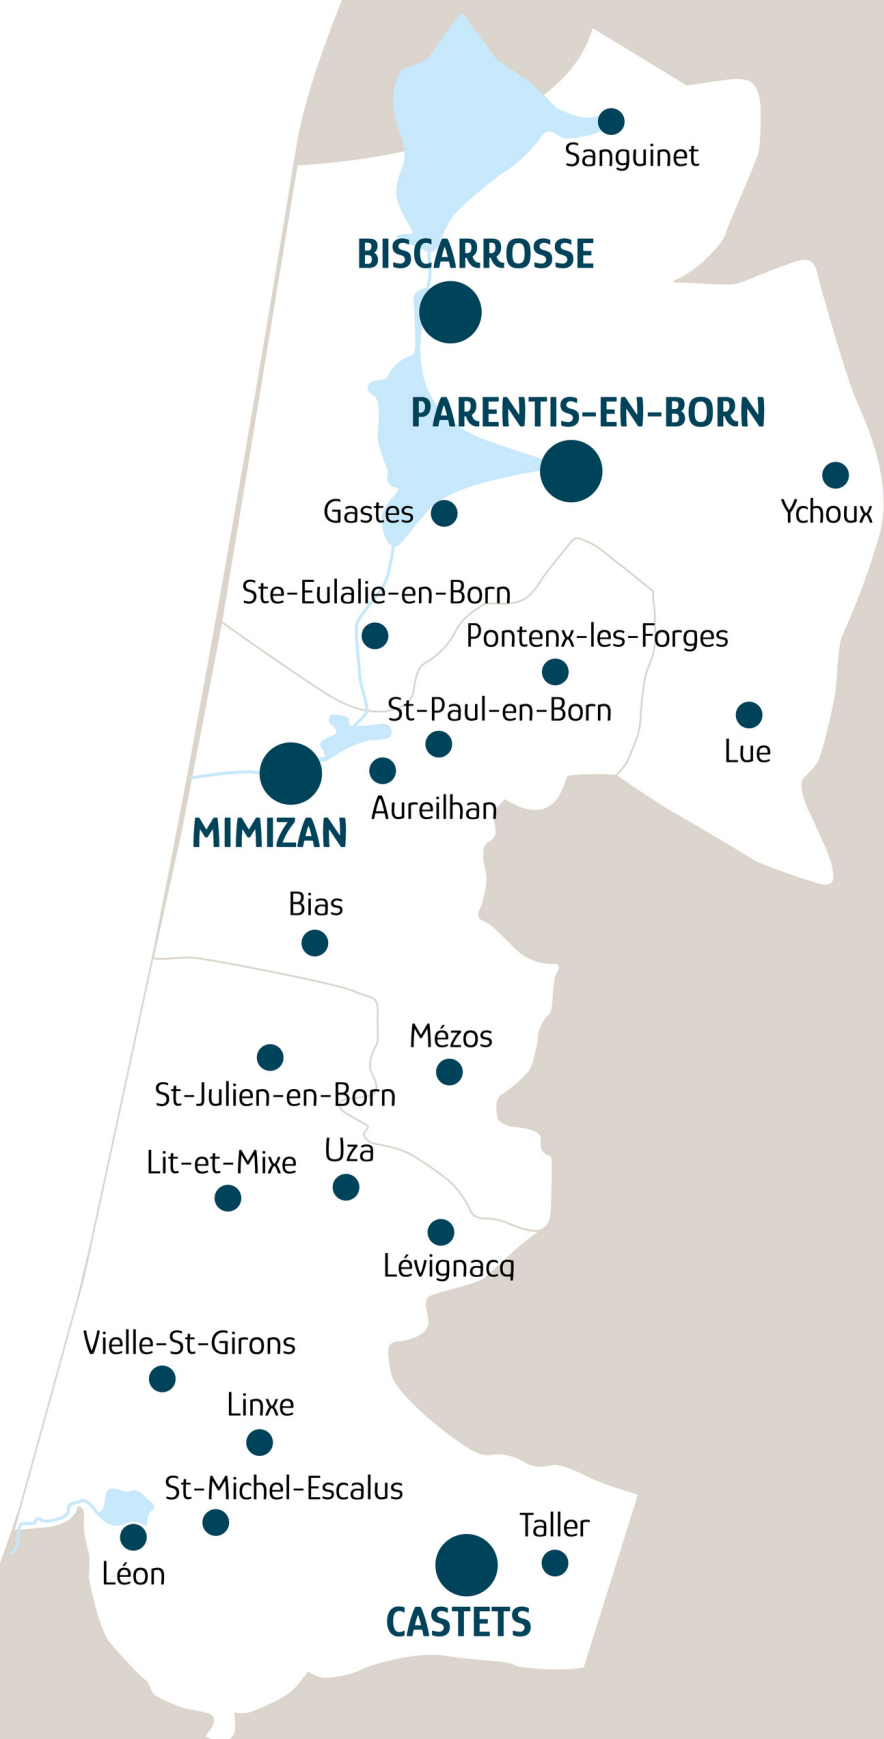 Sanguinet
BISCARROSSE
PARENTIS-EN-BORN
Gastes
Ychoux
Ste-Eulalie-en-Born
Pontenx-les-Forges
St-Paul-en-Born
Lue
Aureilhan
MIMIZAN
Bias
Mézos
St-Julien-en-Born
Uza
Lit-et-Mixe
Lévignacq
Vielle-St-Girons
Linxe
St-Michel-Escalus
Taller
Léon
CASTETS